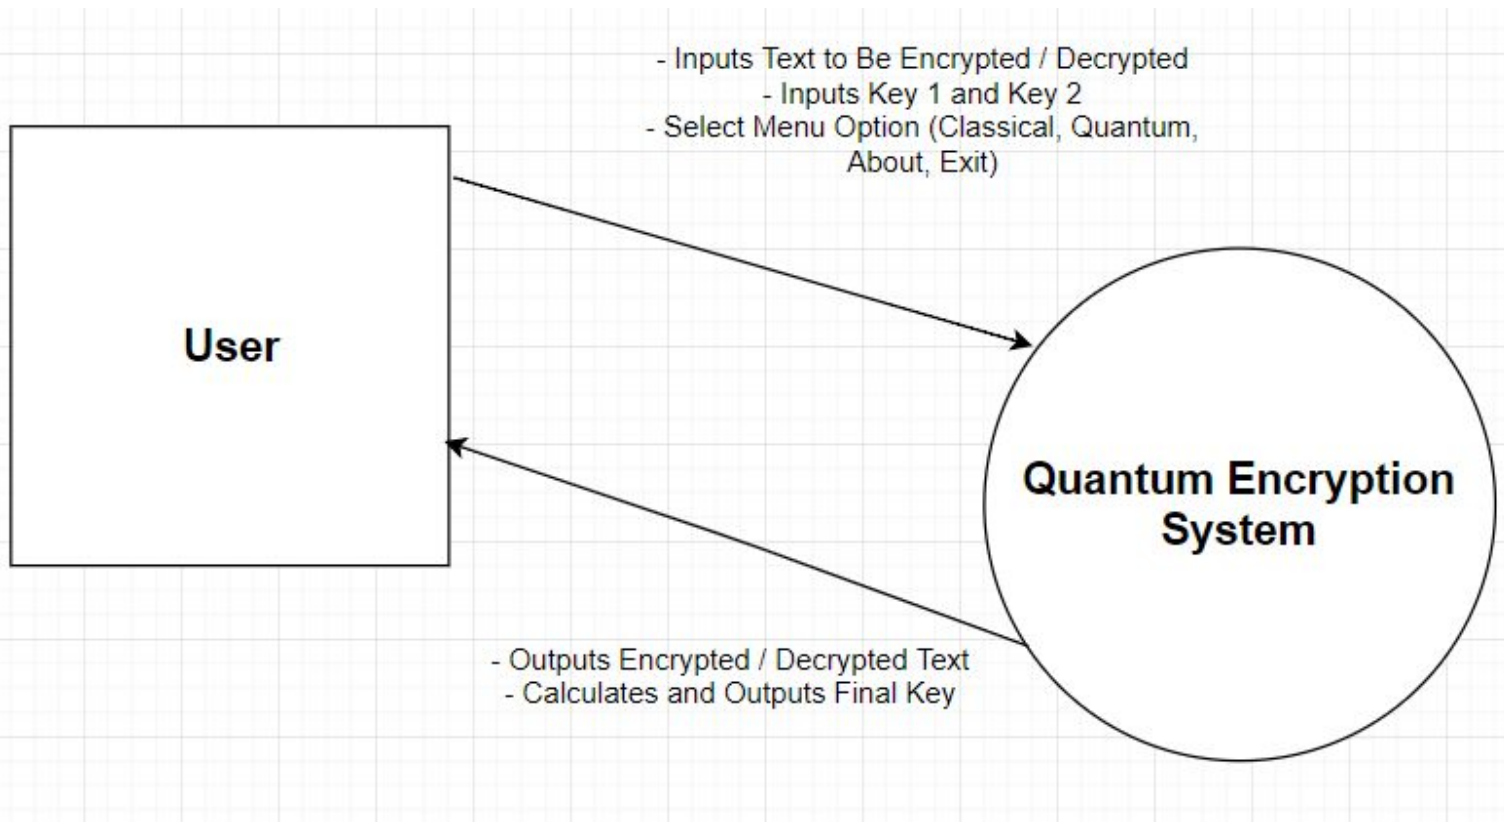 - Inputs Text to Be Encrypted / Decrypted
- Inputs Key 1 and Key 2
- Select Menu Option (Classical, Quantum,
About, Exit)
User
Quantum Encryption
System
- Outputs Encrypted / Decrypted Text
- Calculates and Outputs Final Key